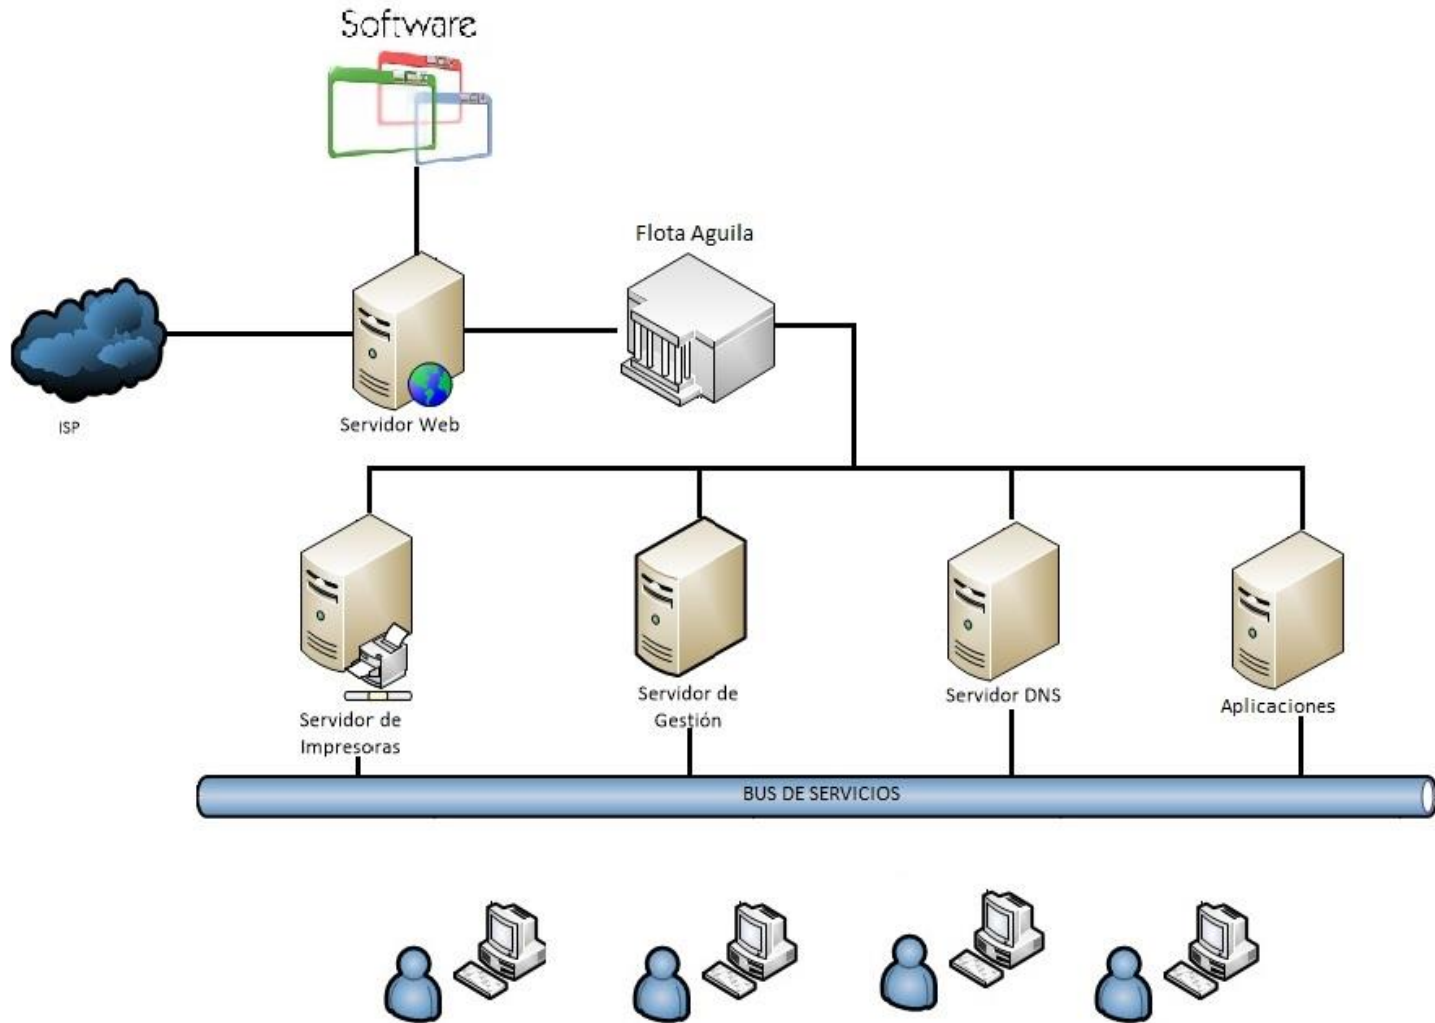 Software
Flota Aguila
ISP
Servidor Web
Servidor de
Impresoras
Servidor de
Gestión
Servidor DNS
Aplicaciones
BUS DE SERVICIOS